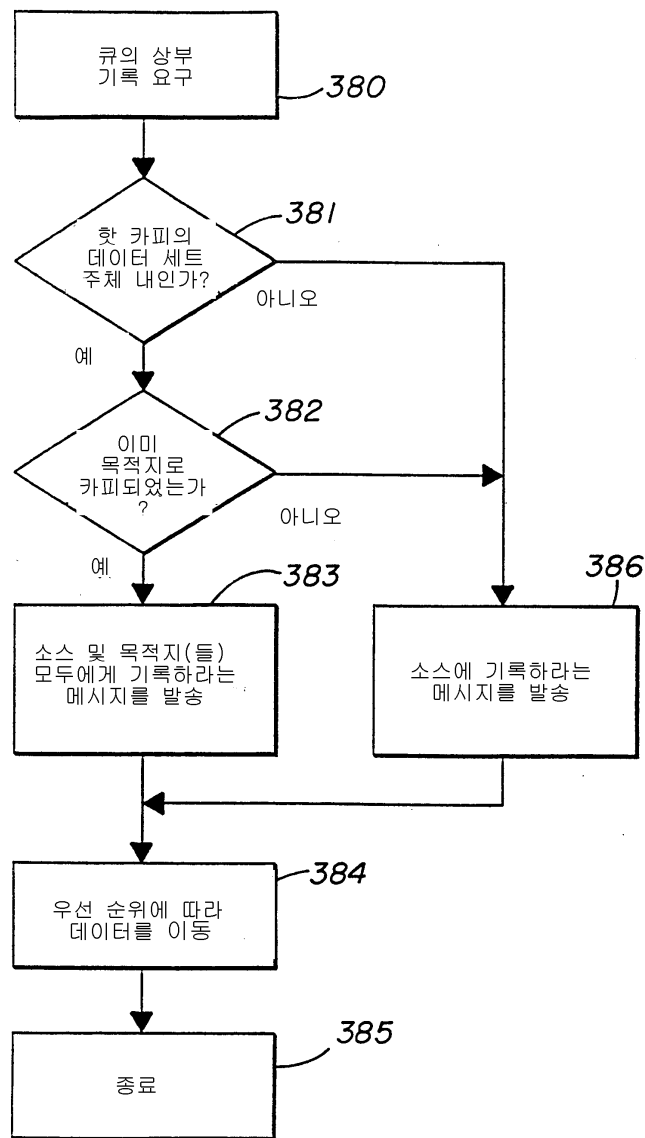 큐의 상부
기록 요구
380
381
핫 카피의
데이터 세트
주체 내인가?
아니오
예
382
이미
목적지로
카피되었는가
?
아니오
예
383
386
소스 및 목적지(들)
모두에게 기록하라는
메시지를 발송
소스에 기록하라는
메시지를 발송
384
우선 순위에 따라
데이터를 이동
385
종료